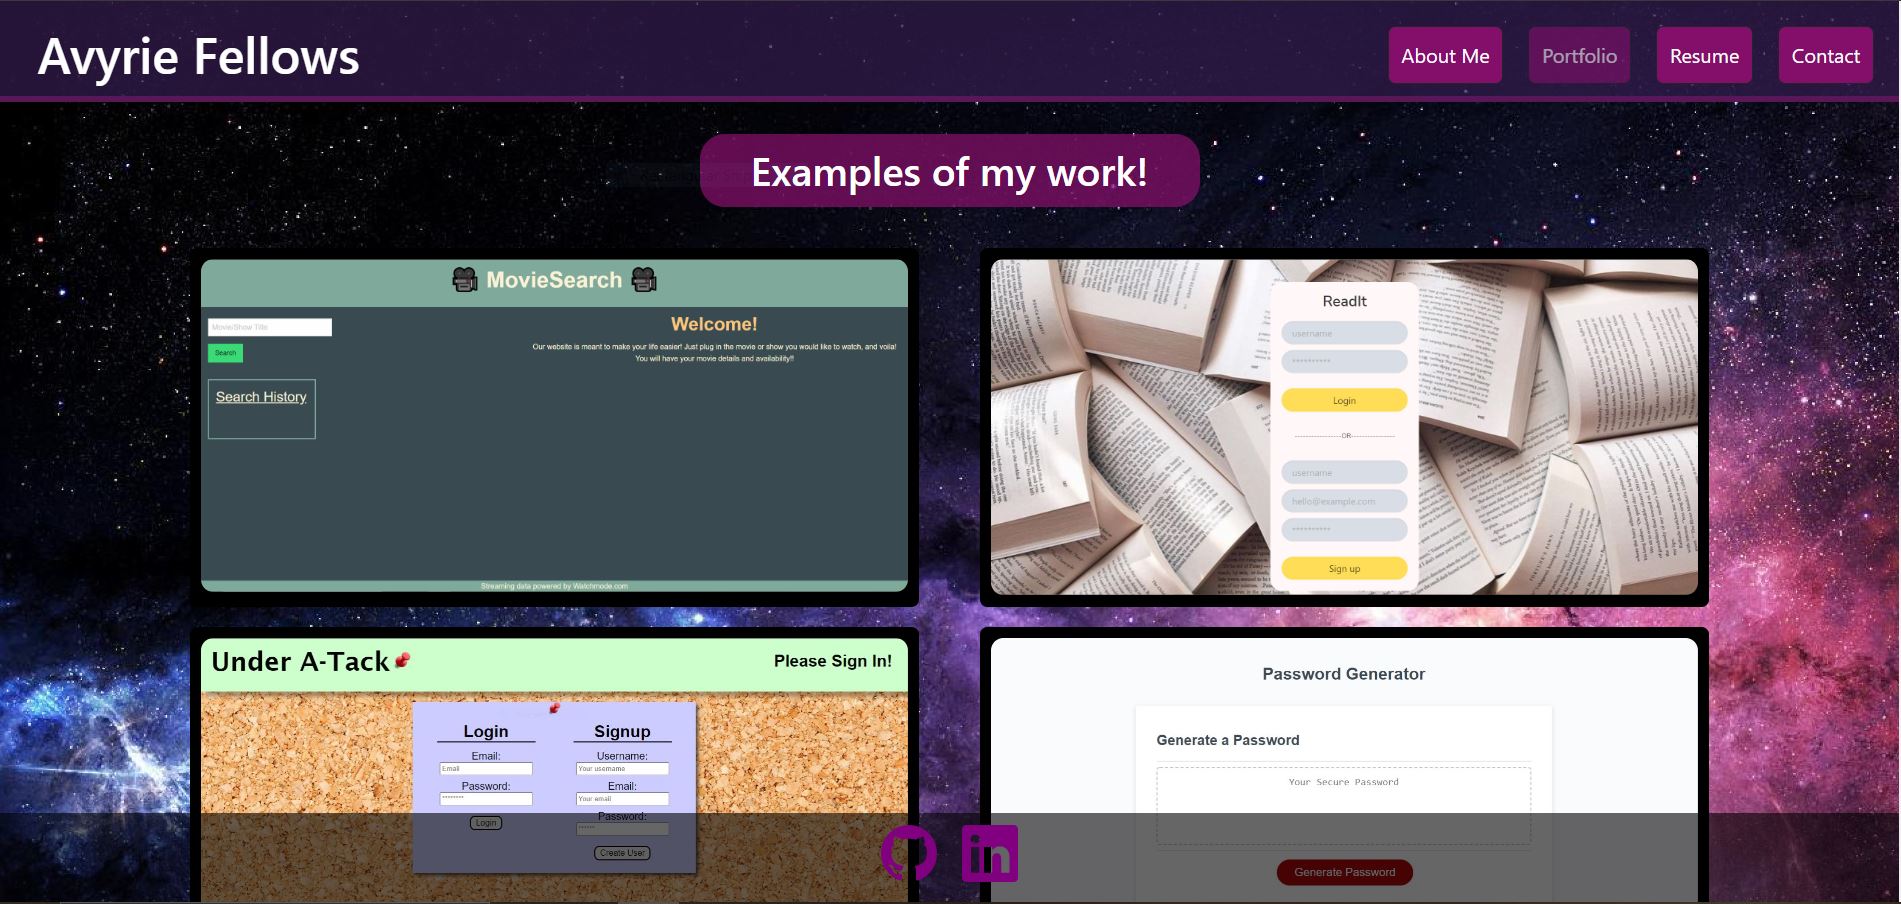 Avyrie Fellows
About Me
Portfolio
Resume
Contact
Examples of my work!
MovieSearch
Movie/Show Title
Search
Search History
Welcome!
Our website is meant to make your life easier! Just plug in the movie or show you would like to watch, and voila!
You will have your movie details and availability!!
Streaming data powered by Watchmode.com
ReadIt
username
**********
Login
------------------OR-----------------
username
hello@example.com
**********
Sign up
Under A-Tack
Please Sign In!
Login
Email:
Email
Password:
********
Login
Signup
Username:
Your username
Email:
Your email
Password:
******
Create User
Password Generator
Generate a Password
Your Secure Password
Generate Password
in